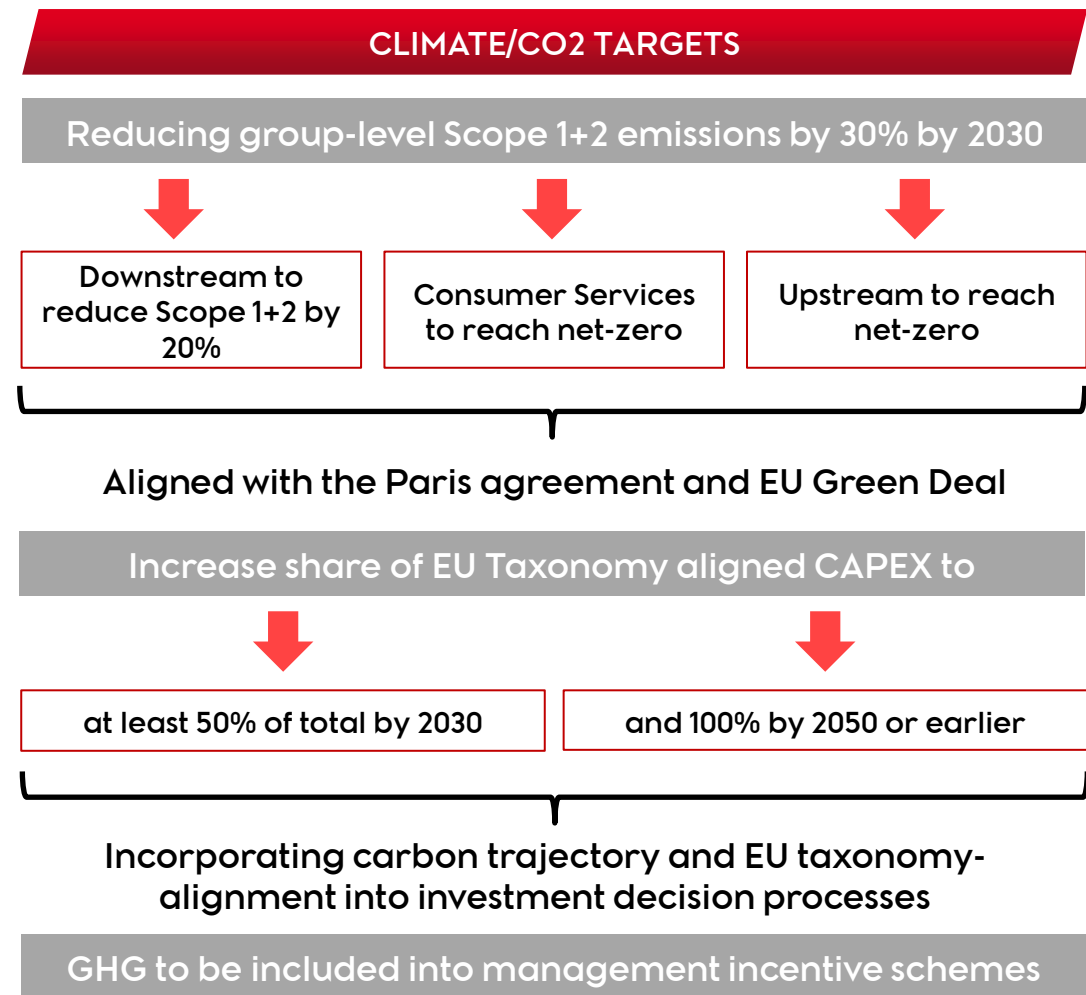 CLIMATE/CO2 TARGETS
Reducing group-level Scope 1+2 emissions by 30% by 2030
Downstream to
reduce Scope 1+2 by
20%
Consumer Services
to reach net-zero
Upstream to reach
net-zero
Aligned with the Paris agreement and EU Green Deal
Increase share of EU Taxonomy aligned CAPEX to
at least 50% of total by 2030
and 100% by 2050 or earlier
Incorporating carbon trajectory and EU taxonomy-
alignment into investment decision processes
GHG to be included into management incentive schemes